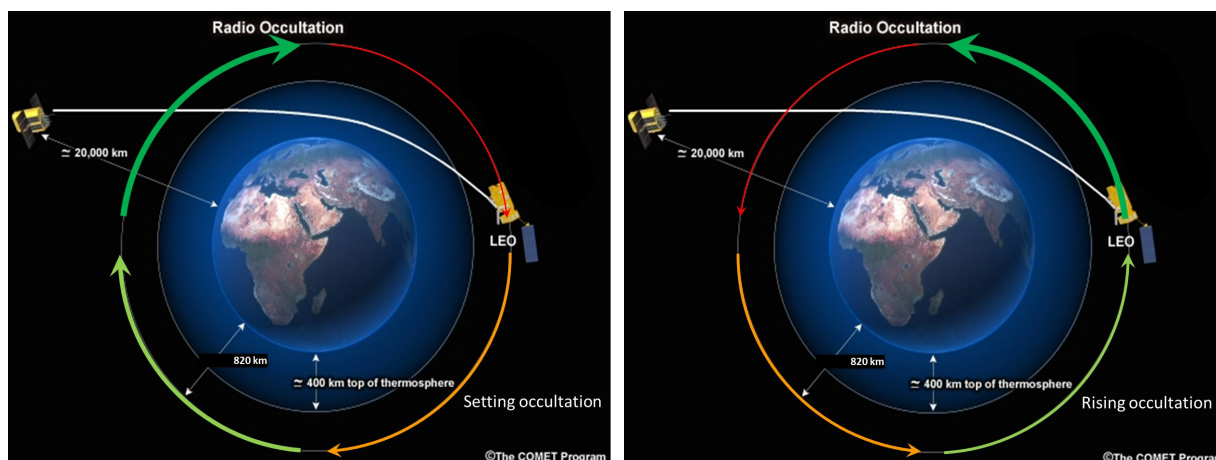 Radio Occultation
≃ 20,000 km
LEO
820 km
≃ 400 km top of thermosphere
Setting occultation
©The COMET Program
Radio Occultation
≃ 20,000 km
LEO
820 km
≃ 400 km top of thermosphere
Rising occultation
©The COMET Program